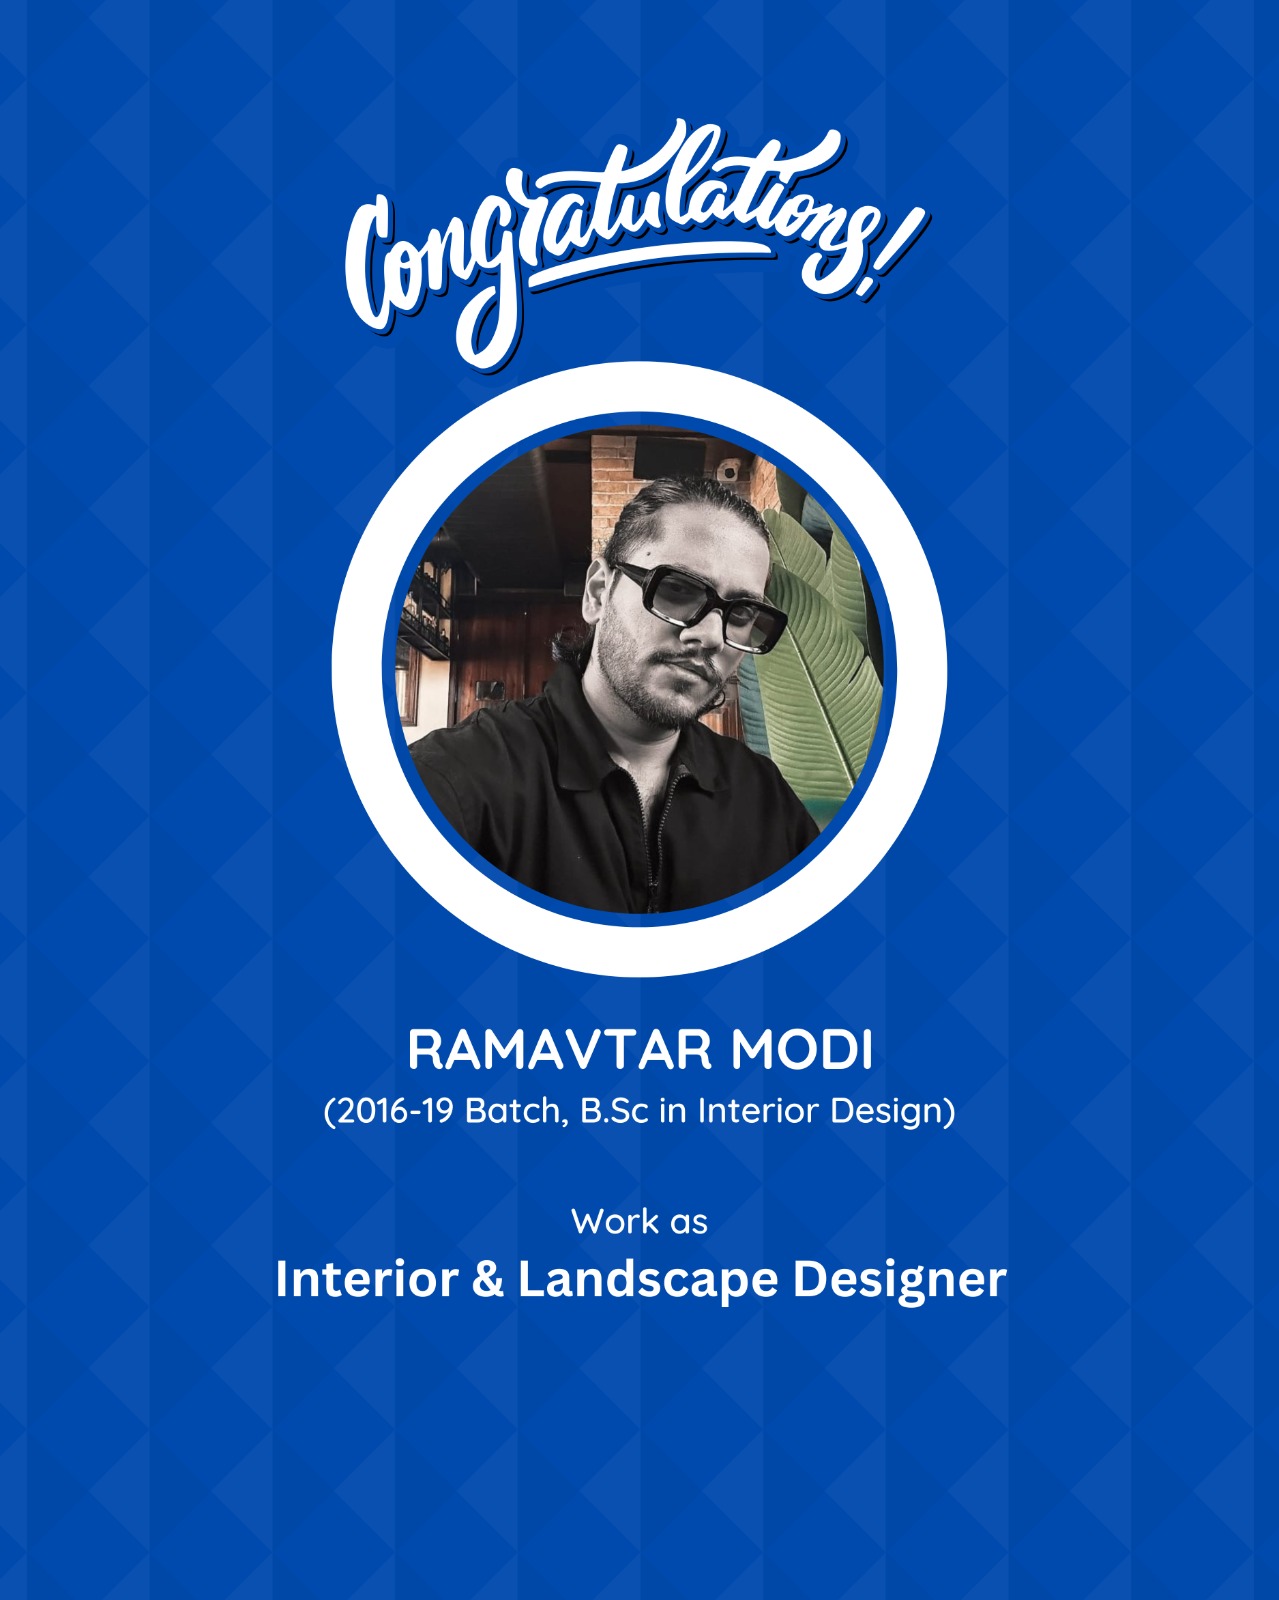 Congratulations!
RAMAVTAR MODI
(2016-19 Batch, B.Sc in Interior Design)
Work as
Interior & Landscape Designer